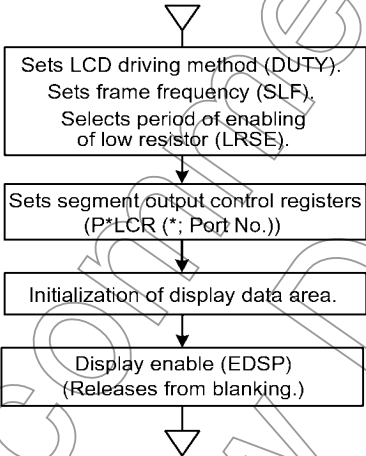 Sets LCD driving method (DUTY).
Sets frame frequency (SLF).
Selects period of enabling
of low resistor (LRSE).
Sets segment output control registers
(P*LCR (*; Port No.))
Initialization of display data area.
Display enable (EDSP)
(Releases from blanking.)